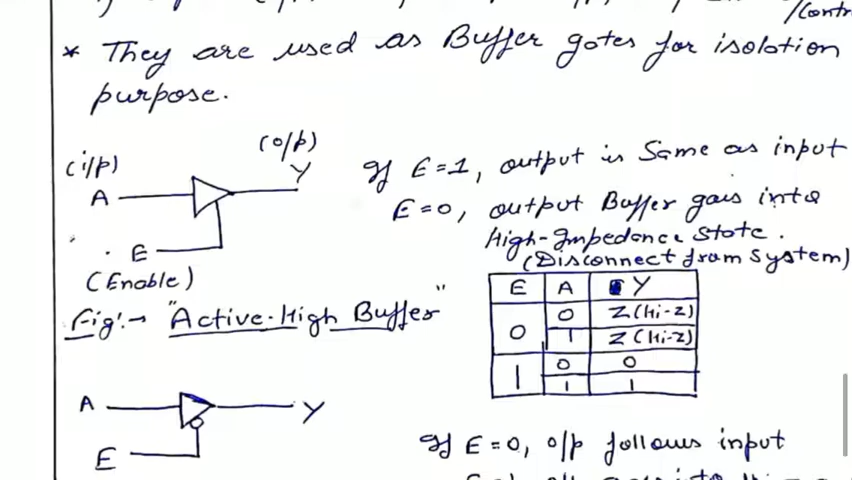 /Contr
* They are used as Buffer gates for isolation
purpose.
(i/p)
(o/p)
A
Y
E
(Enable)
If E=1, output is Same as input
E=0, output Buffer goes into
High-Impedance State.
(Disconnect from System)
Fig:→ "Active-High Buffer"
E A Y
0 0 Z(Hi-Z)
1 Z(Hi-Z)
1 0 0
1 1
A
Y
E
If E=0, o/p follows input